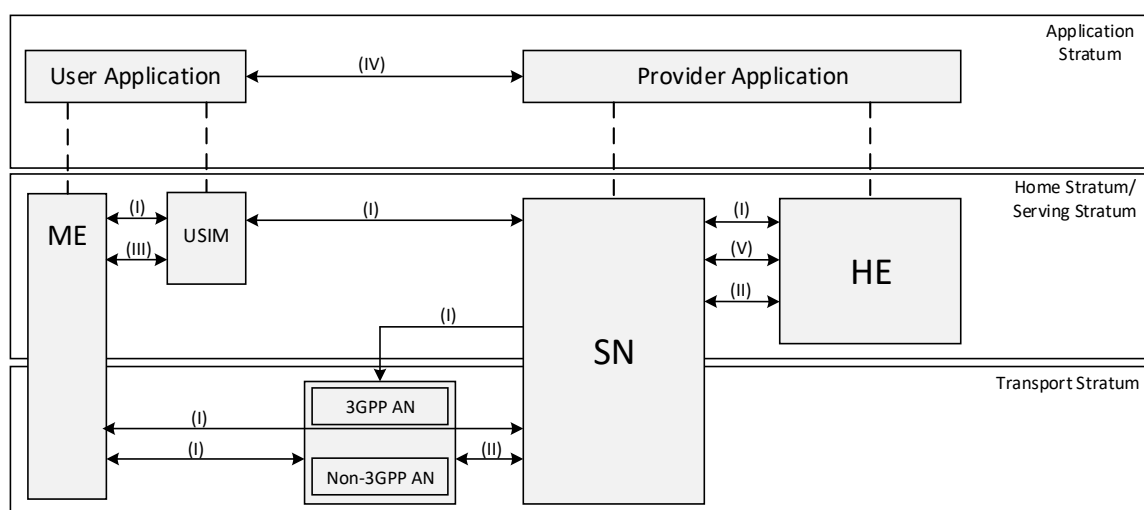 Application
Stratum
User Application
(IV)
Provider Application
Home Stratum/
Serving Stratum
ME
(I)
(III)
USIM
(I)
(I)
(V)
(II)
HE
(I)
SN
Transport Stratum
3GPP AN
(I)
(I)
(II)
Non-3GPP AN